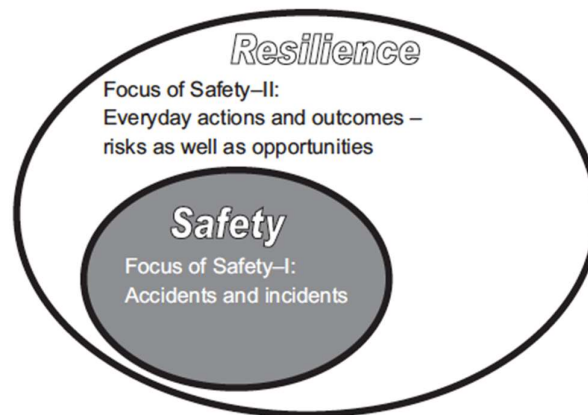 Resilience
Focus of Safety–II:
Everyday actions and outcomes –
risks as well as opportunities
Safety
Focus of Safety–I:
Accidents and incidents